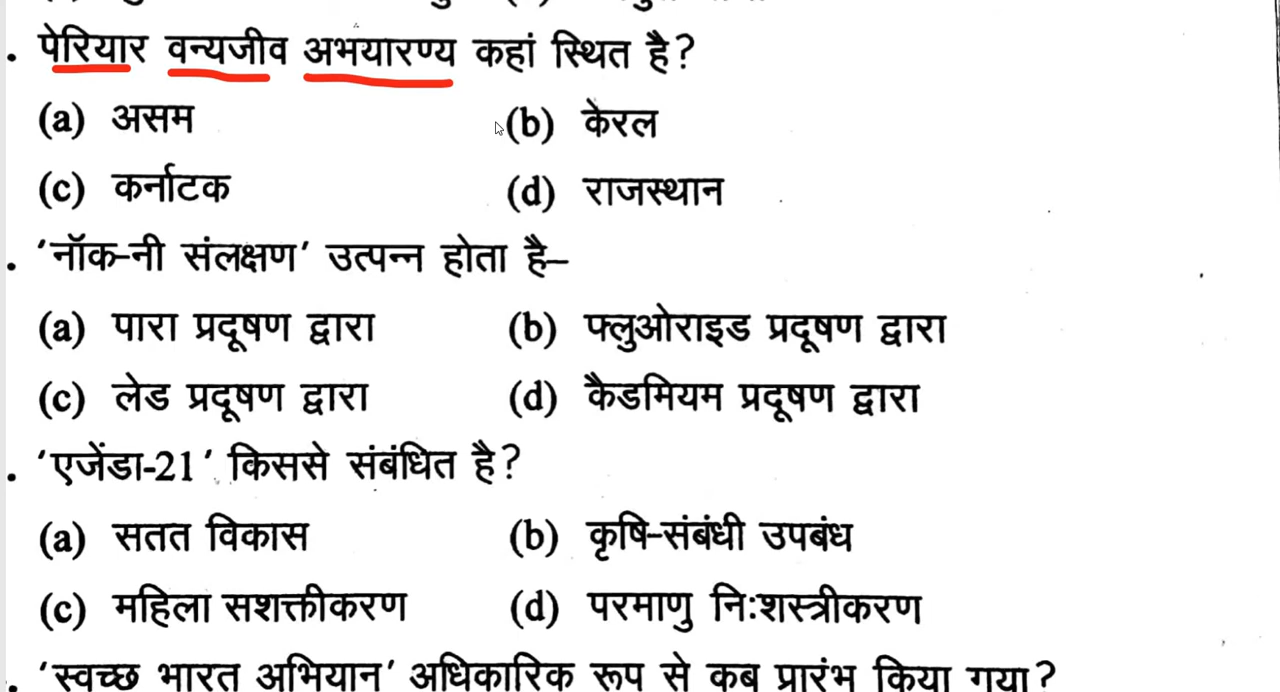 . पेरियार वन्यजीव अभयारण्य कहां स्थित है?
(a) असम (b) केरल
(c) कर्नाटक (d) राजस्थान
. ‘नॉक-नी संलक्षण’ उत्पन्न होता है–
(a) पारा प्रदूषण द्वारा (b) फ्लुओराइड प्रदूषण द्वारा
(c) लेड प्रदूषण द्वारा (d) कैडमियम प्रदूषण द्वारा
. ‘एजेंडा-21’ किससे संबंधित है?
(a) सतत विकास (b) कृषि-संबंधी उपबंध
(c) महिला सशक्तीकरण (d) परमाणु निःशस्त्रीकरण
. ‘स्वच्छ भारत अभियान’ अधिकारिक रूप से कब प्रारंभ किया गया?